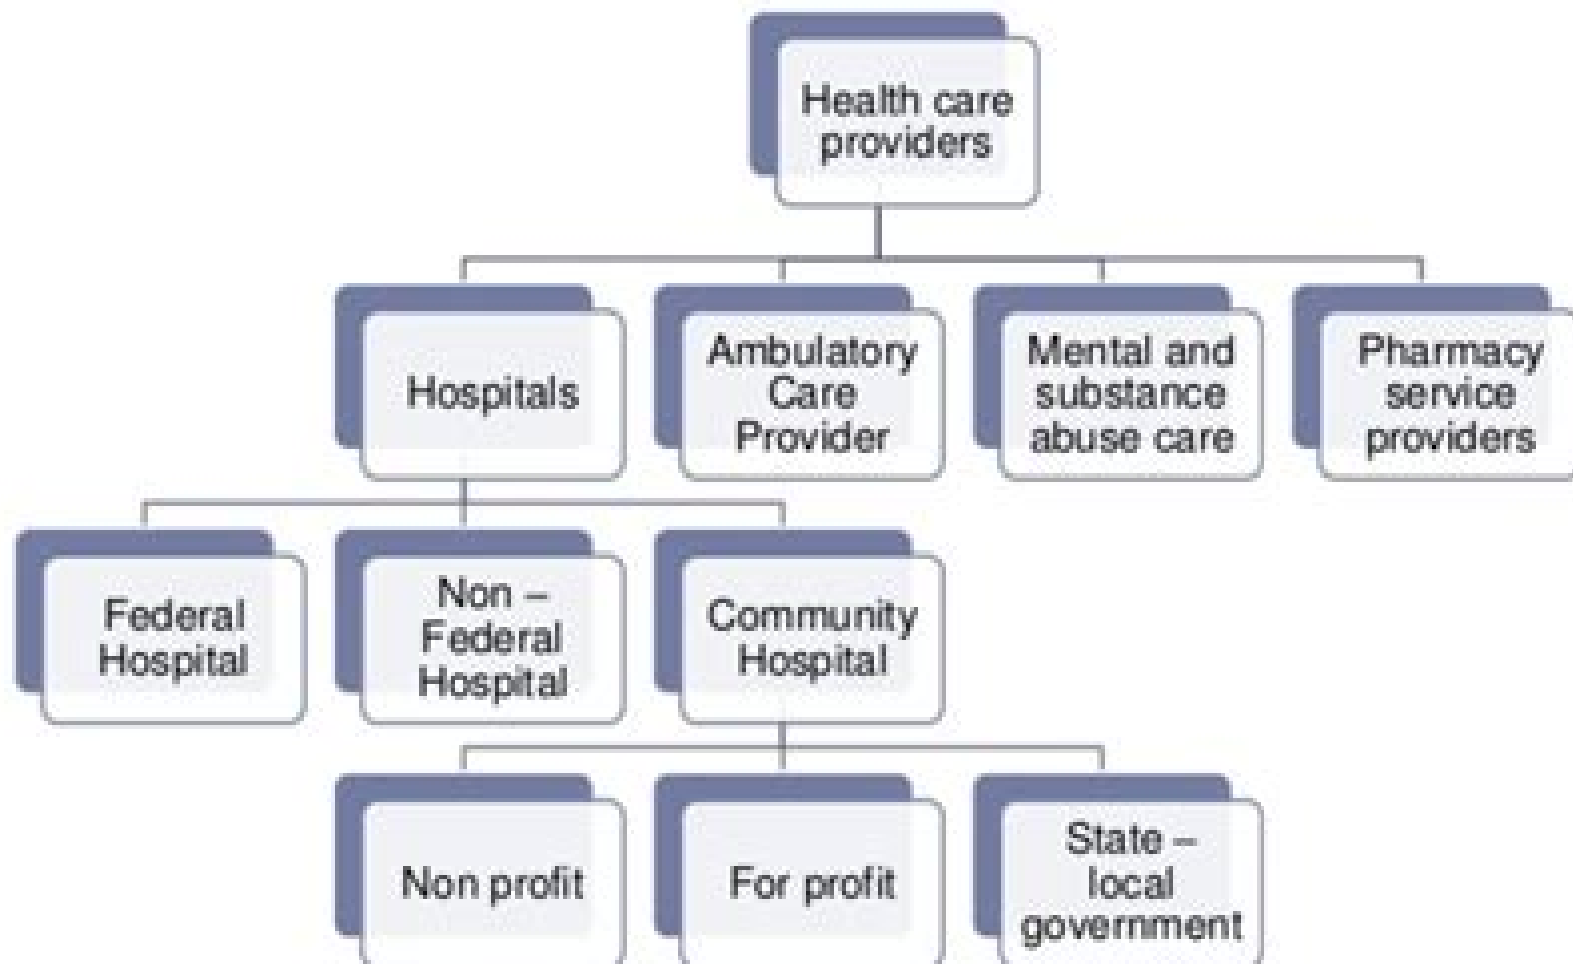 Health care
providers
Hospitals
Ambulatory
Care
Provider
Mental and
substance
abuse care
Pharmacy
service
providers
Federal
Hospital
Non –
Federal
Hospital
Community
Hospital
Non profit
For profit
State –
local
government